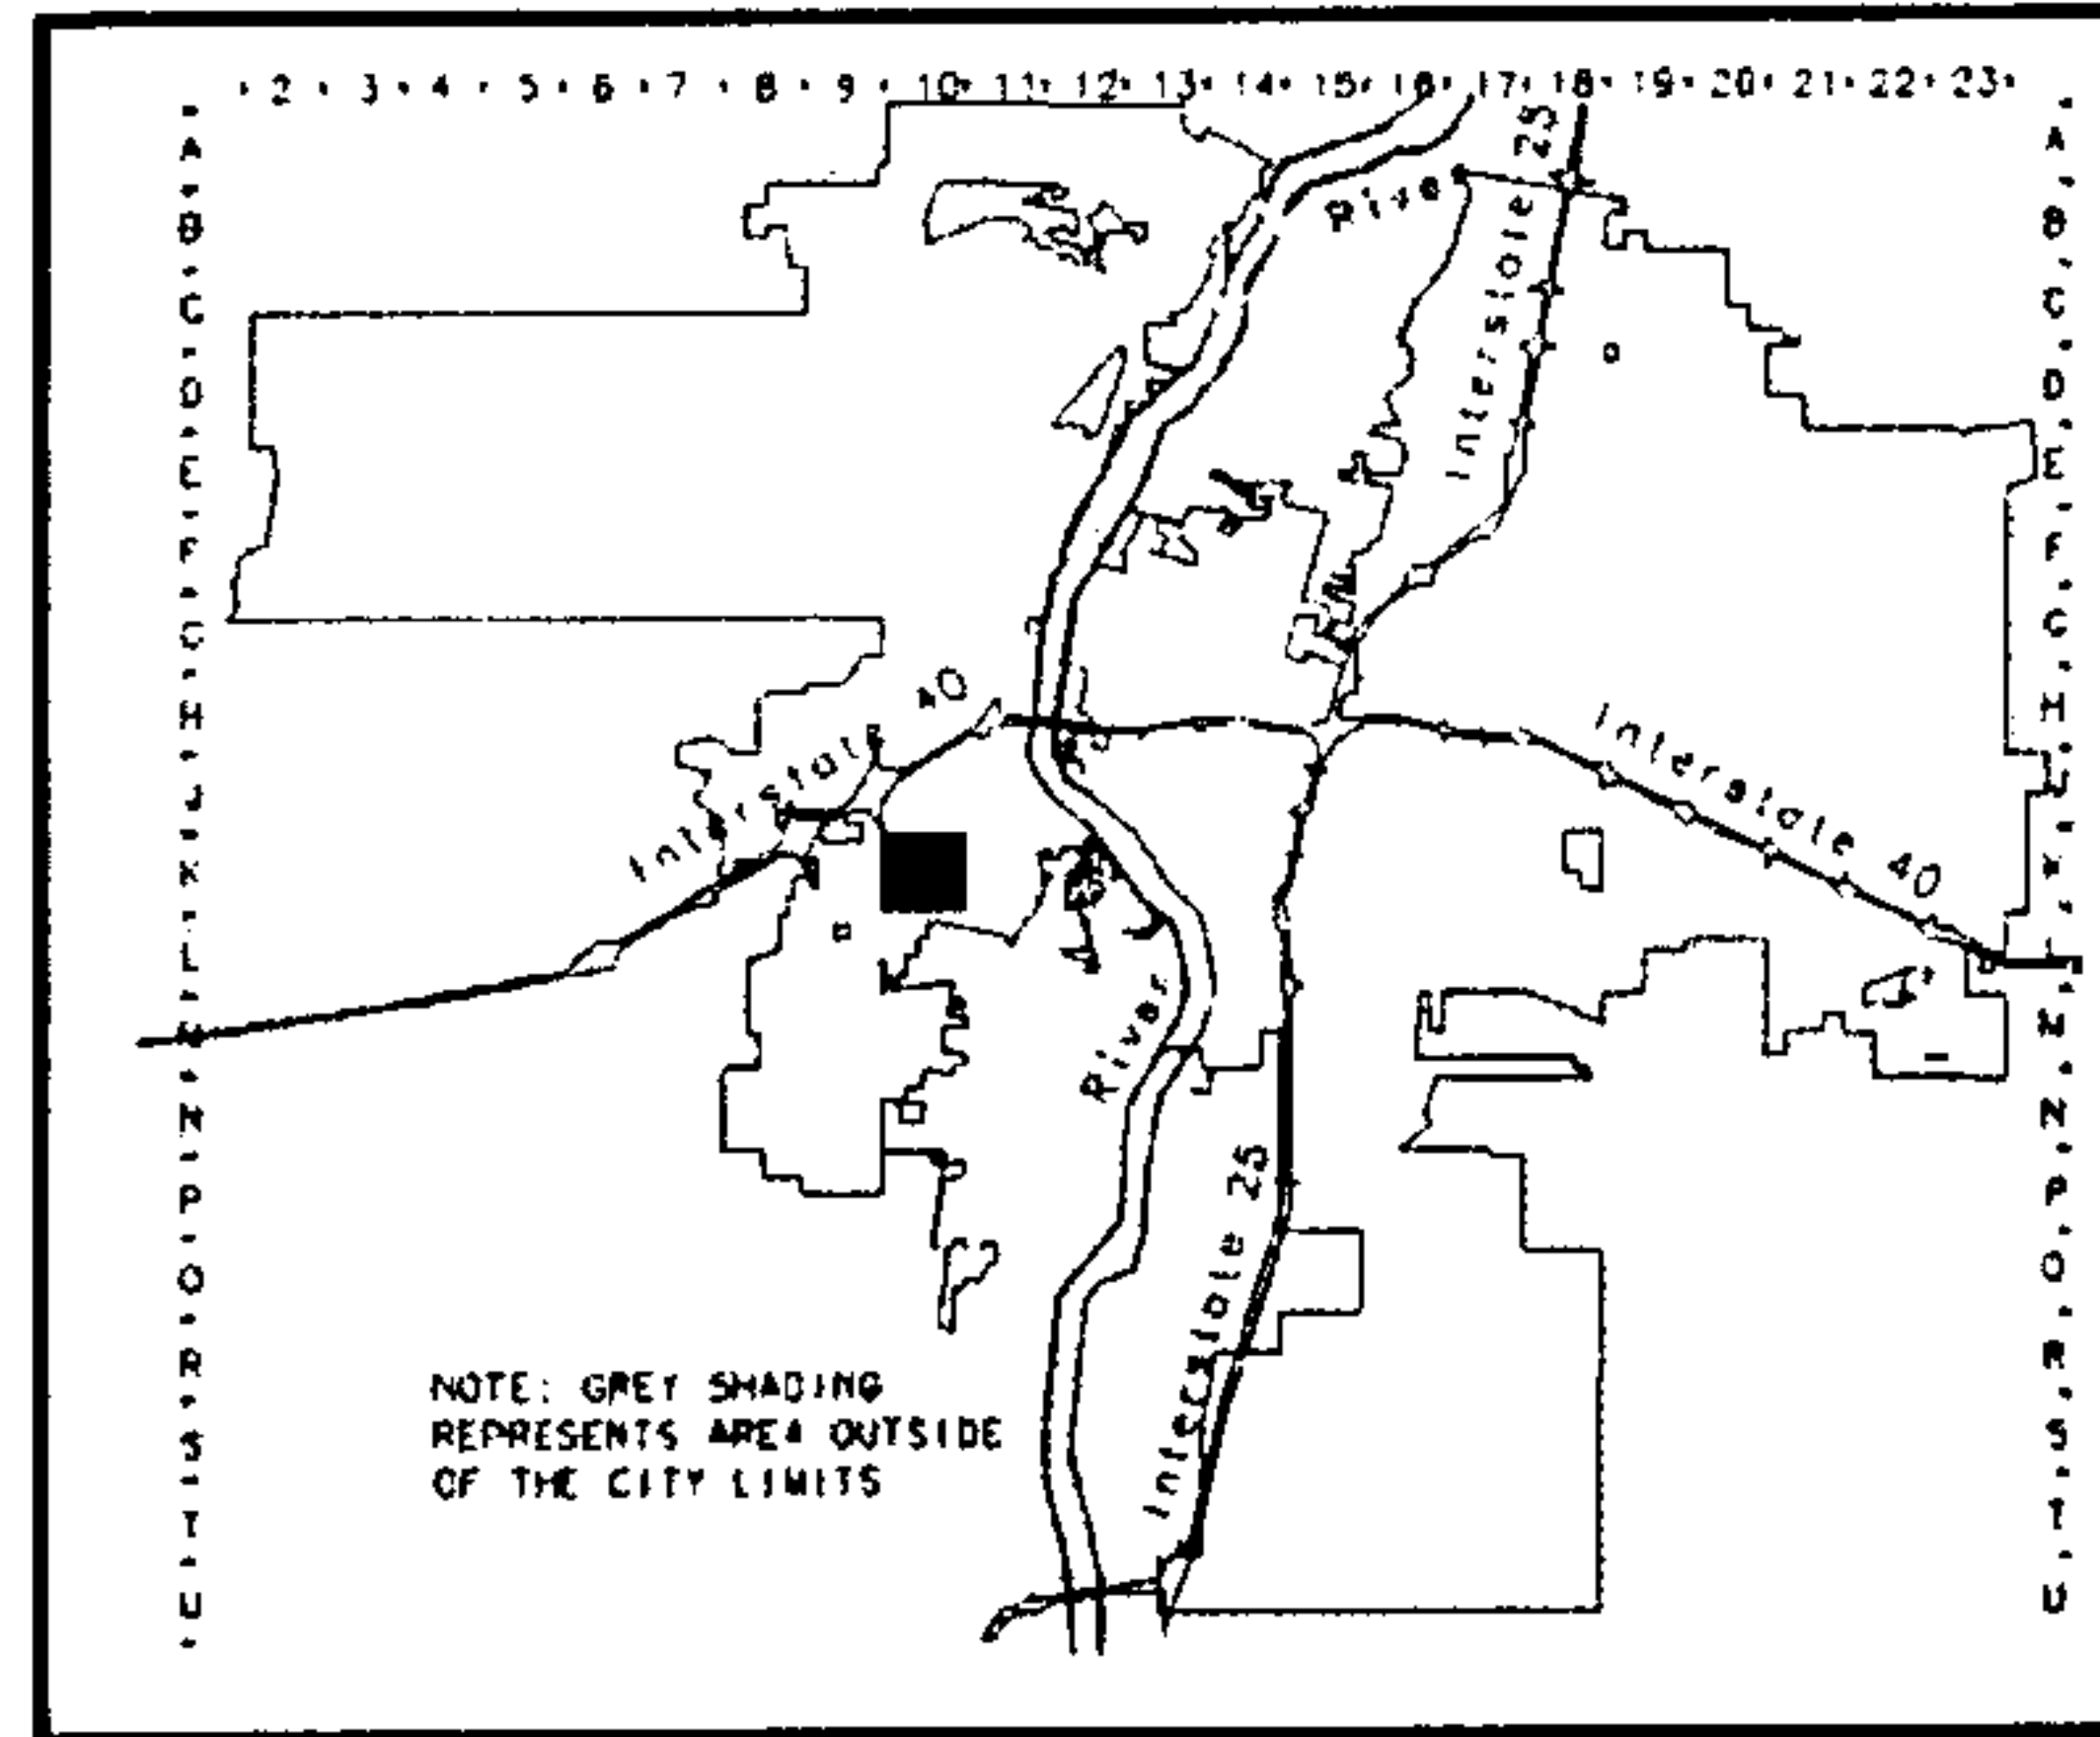 2 3 4 5 6 7 8 9 10 11 12 13 14 15 16 17 18 19 20 21 22 23
A A
B B
C C
D D
E E
F F
G G
H H
J J
K K
L L
M M
N N
P P
Q Q
R R
S S
T T
U U
River
Interstate 25
Interstate 40
Interstate 40
River
Interstate 25
NOTE: GREY SHADING
REPRESENTS AREA OUTSIDE
OF THE CITY LIMITS